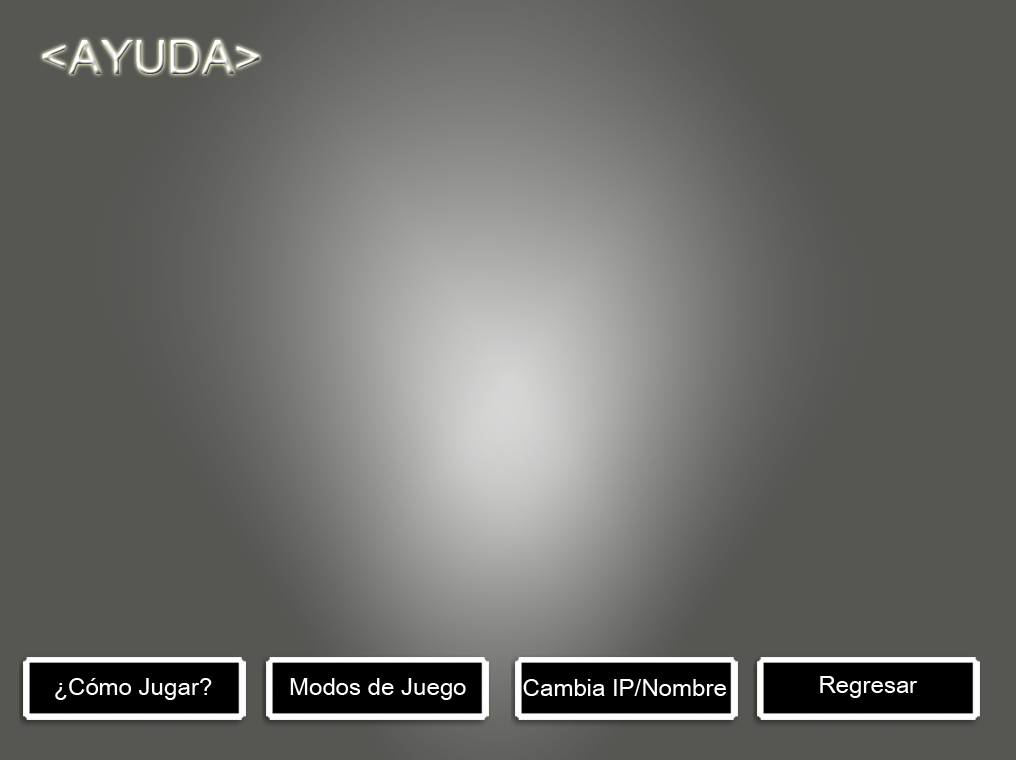 <AYUDA>
¿Cómo Jugar?
Modos de Juego
Cambia IP/Nombre
Regresar